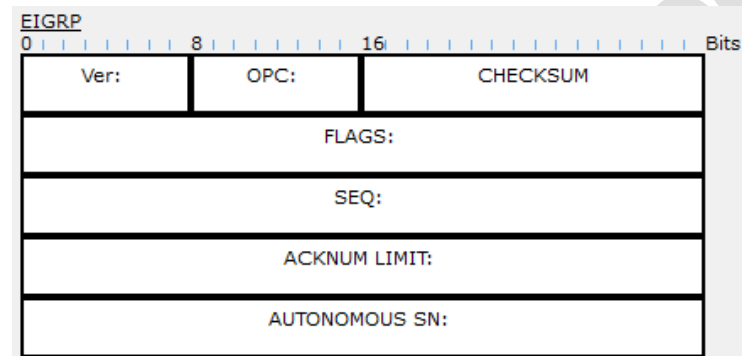 EIGRP
0 8 16 Bits
Ver: OPC: CHECKSUM
FLAGS:
SEQ:
ACKNUM LIMIT:
AUTONOMOUS SN: